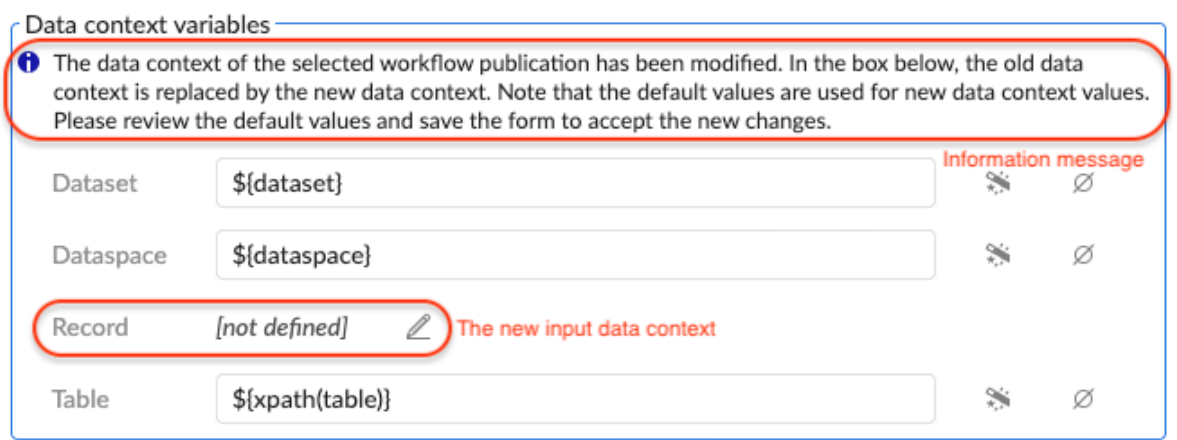 Data context variables
The data context of the selected workflow publication has been modified. In the box below, the old data
context is replaced by the new data context. Note that the default values are used for new data context values.
Please review the default values and save the form to accept the new changes.
Information message
Dataset ${dataset}
Dataspace ${dataspace}
Record [not defined] The new input data context
Table ${xpath(table)}